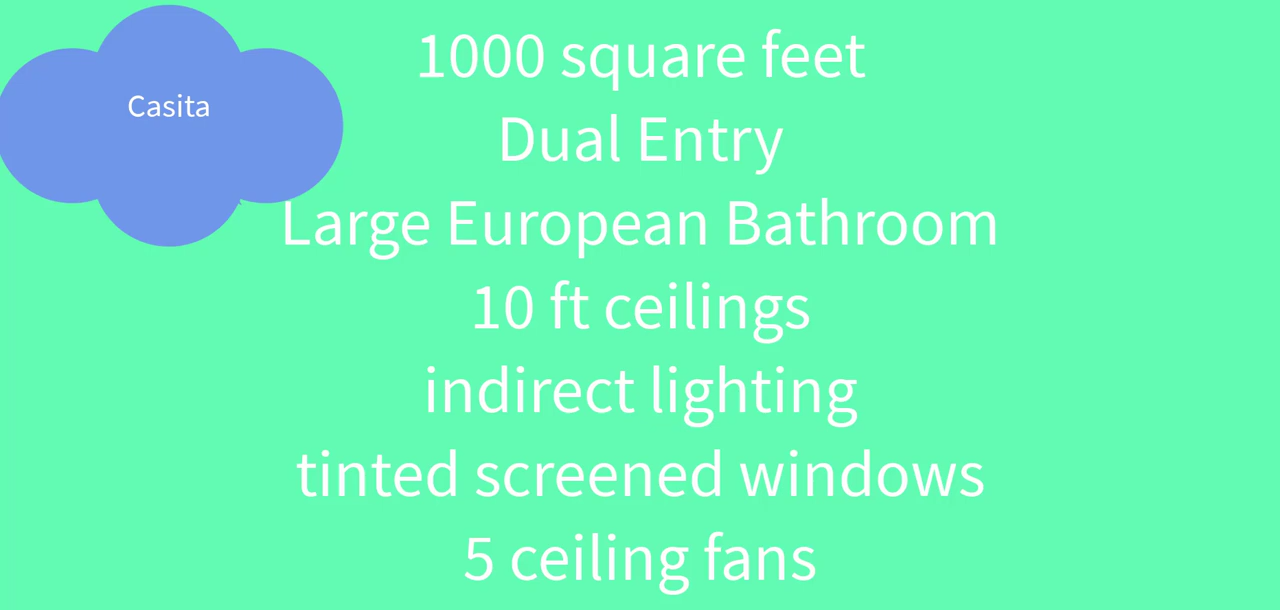 Casita
1000 square feet
Dual Entry
Large European Bathroom
10 ft ceilings
indirect lighting
tinted screened windows
5 ceiling fans